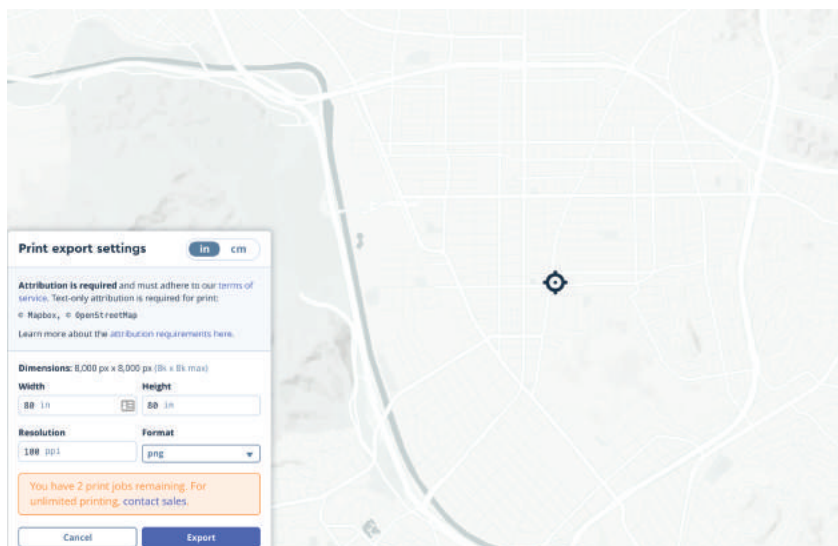 Print export settings in cm
Attribution is required and must adhere to our terms of
service. Text-only attribution is required for print:
© Mapbox, © OpenStreetMap
Learn more about the attribution requirements here.
Dimensions: 8,000 px x 8,000 px (8k x 8k max)
Width Height
80 in 80 in
Resolution Format
100 ppi png
You have 2 print jobs remaining. For
unlimited printing, contact sales.
Cancel Export